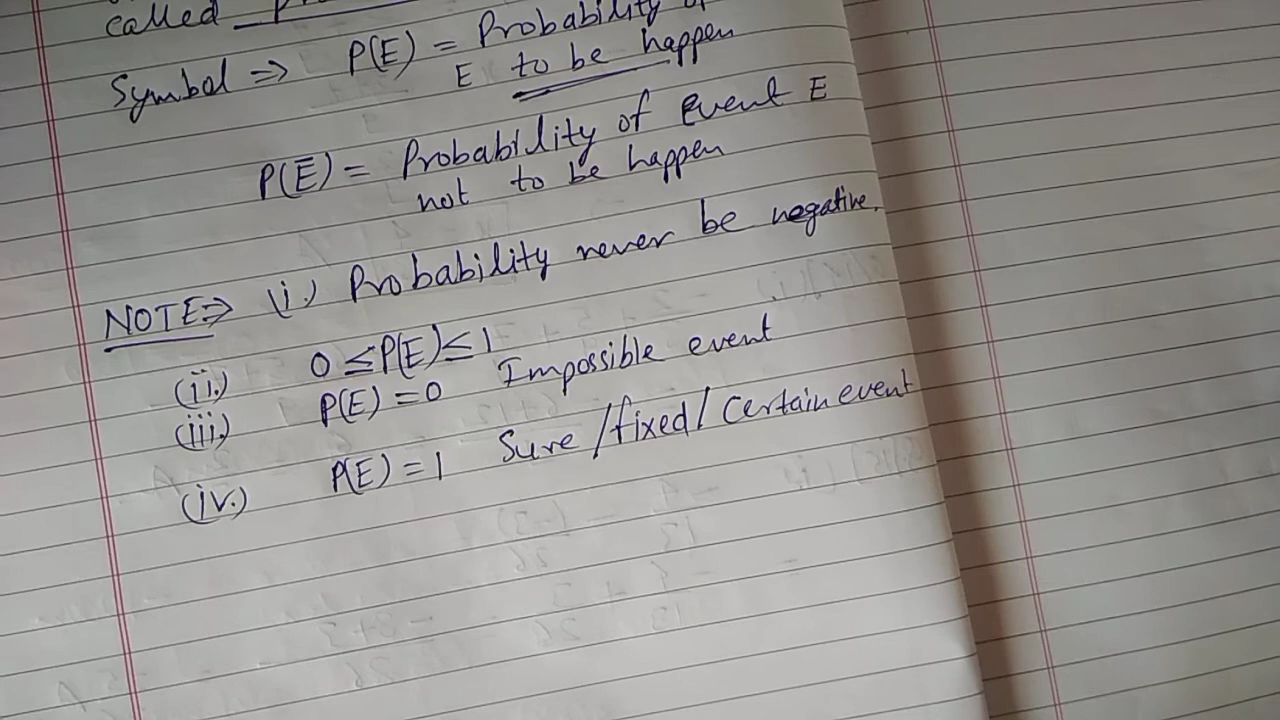 called
Symbol ⇒ P(E) = Probability of
E to be happen
P(E̅) = Probability of event E
not to be happen
NOTE⇒ (i.) Probability never be negative.
(ii.) 0 ≤ P(E) ≤ 1
(iii.) P(E) = 0 Impossible event
(iv.) P(E) = 1 Sure/fixed/certain event